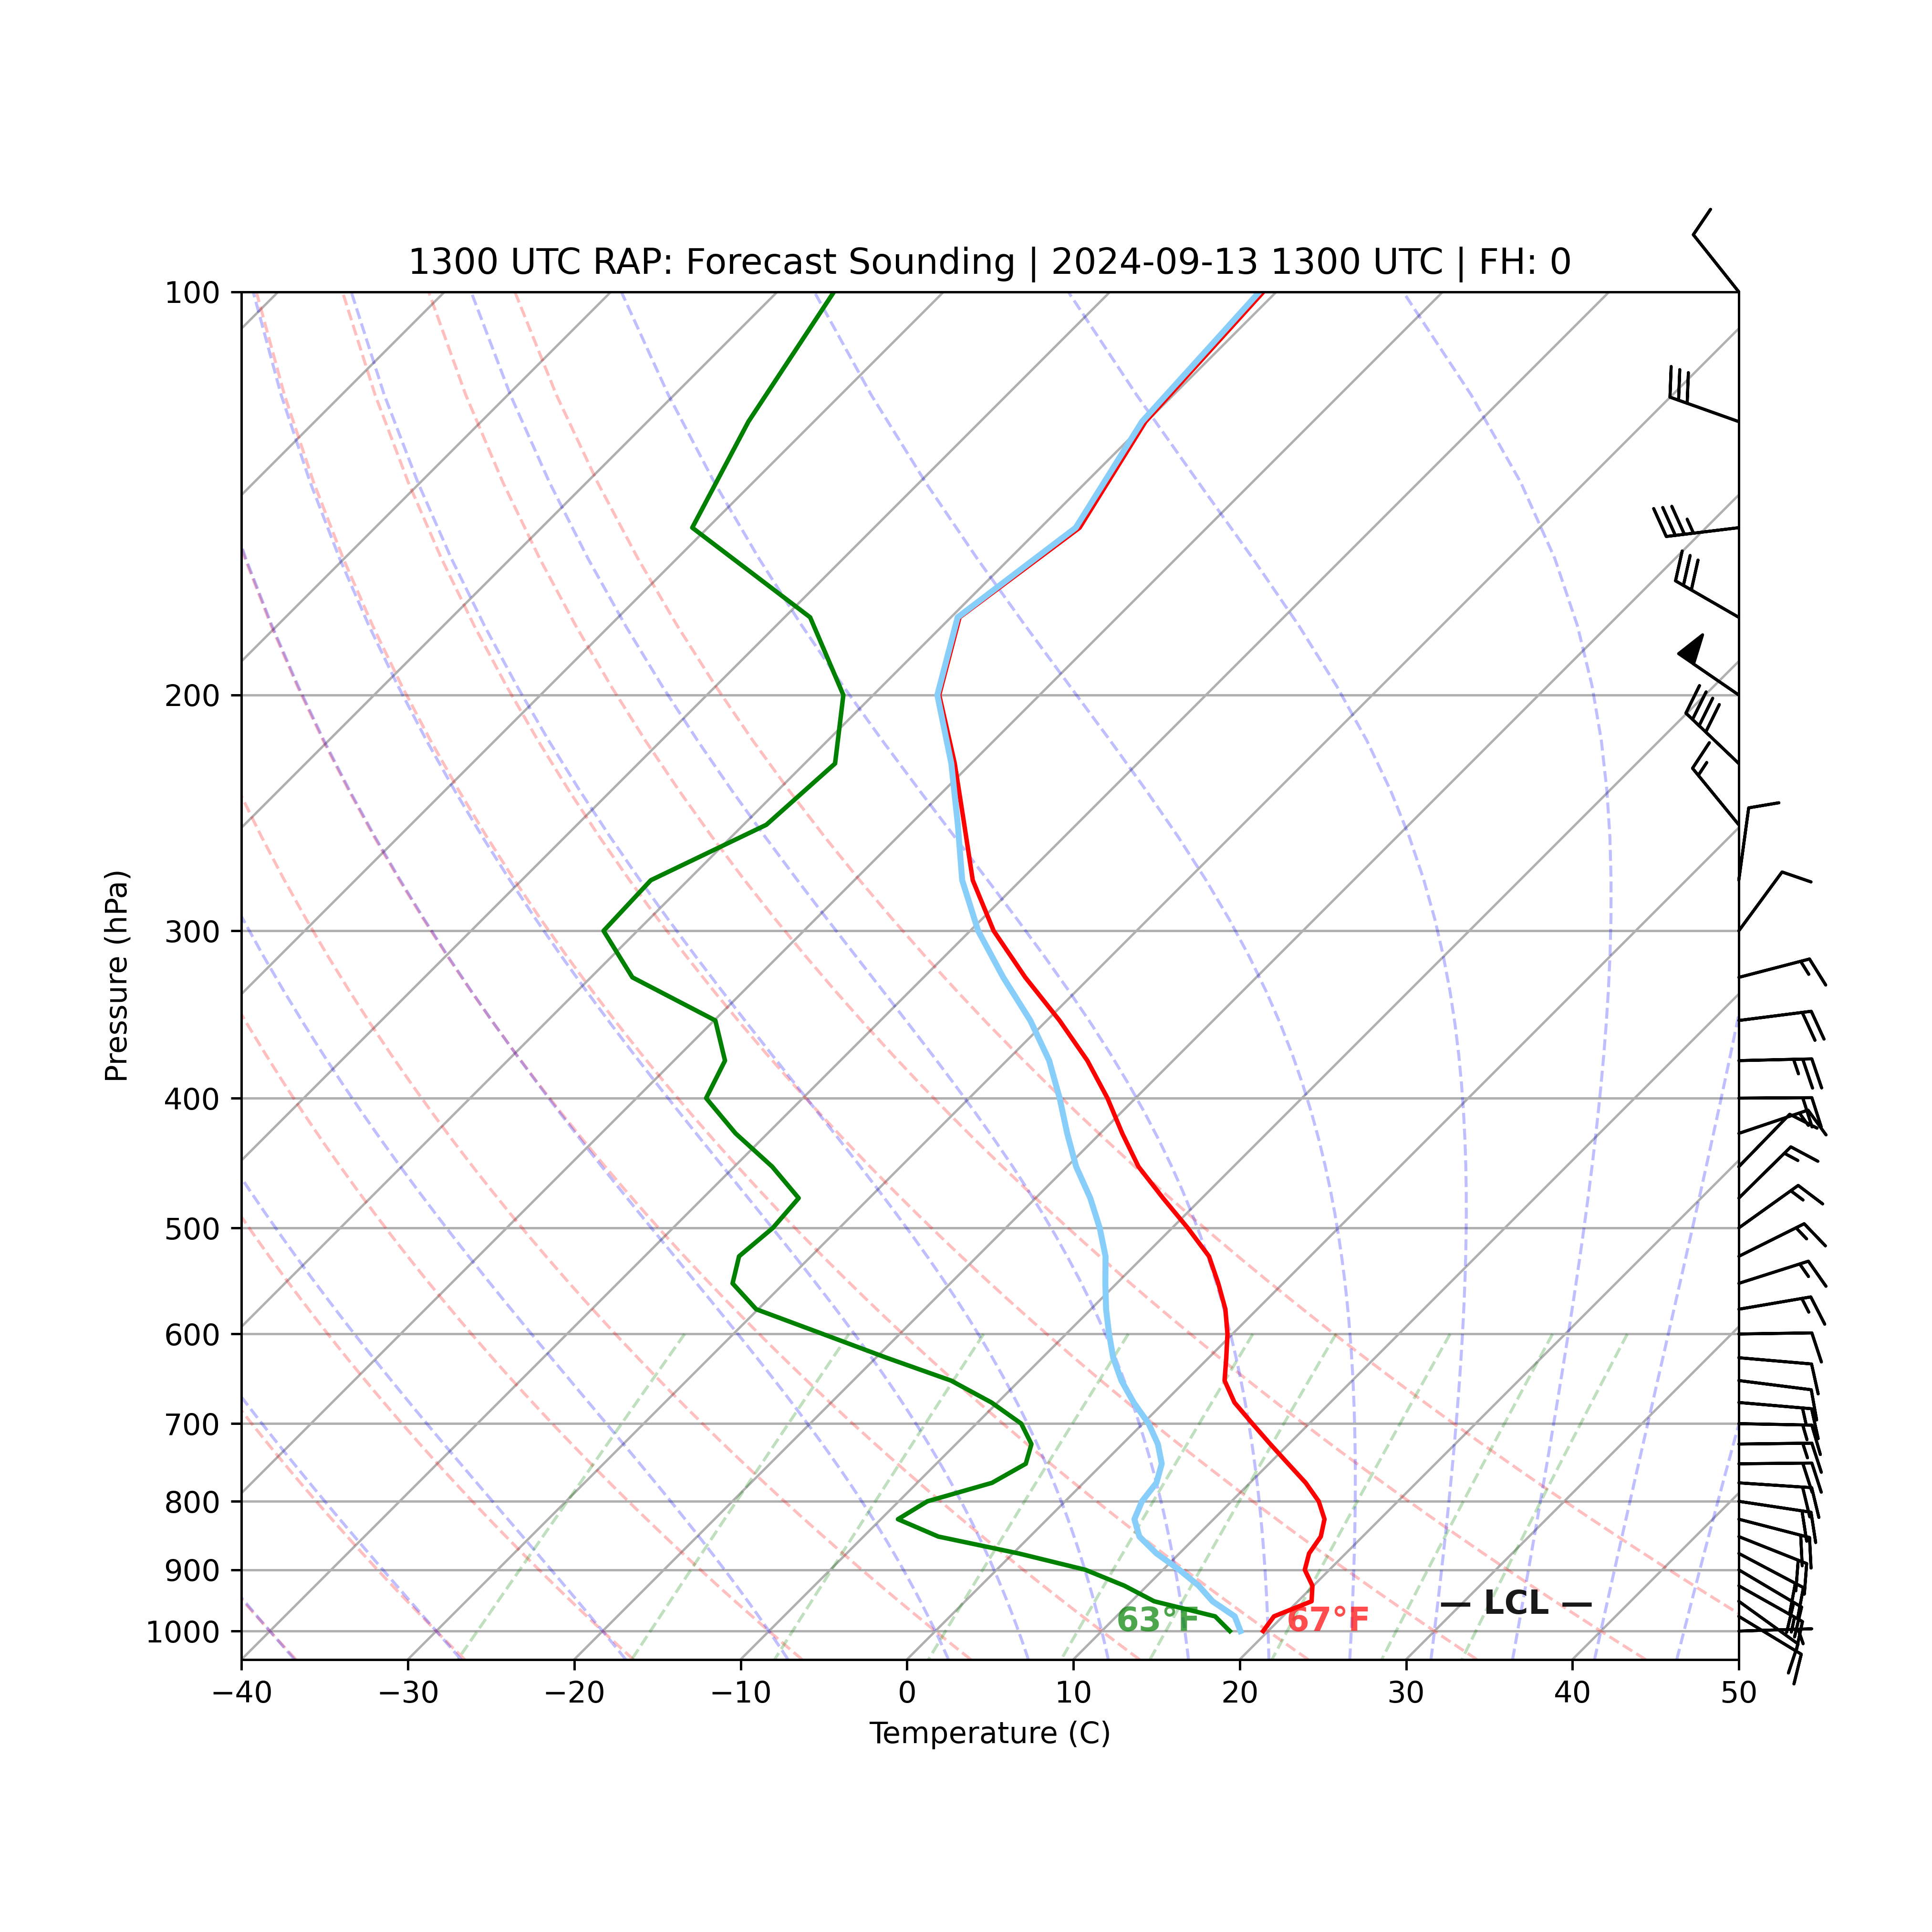 1300 UTC RAP: Forecast Sounding | 2024-09-13 1300 UTC | FH: 0
100
200
300
400
500
600
700
800
900
1000
Pressure (hPa)
63°F
67°F
— LCL —
−40 −30 −20 −10 0 10 20 30 40 50
Temperature (C)